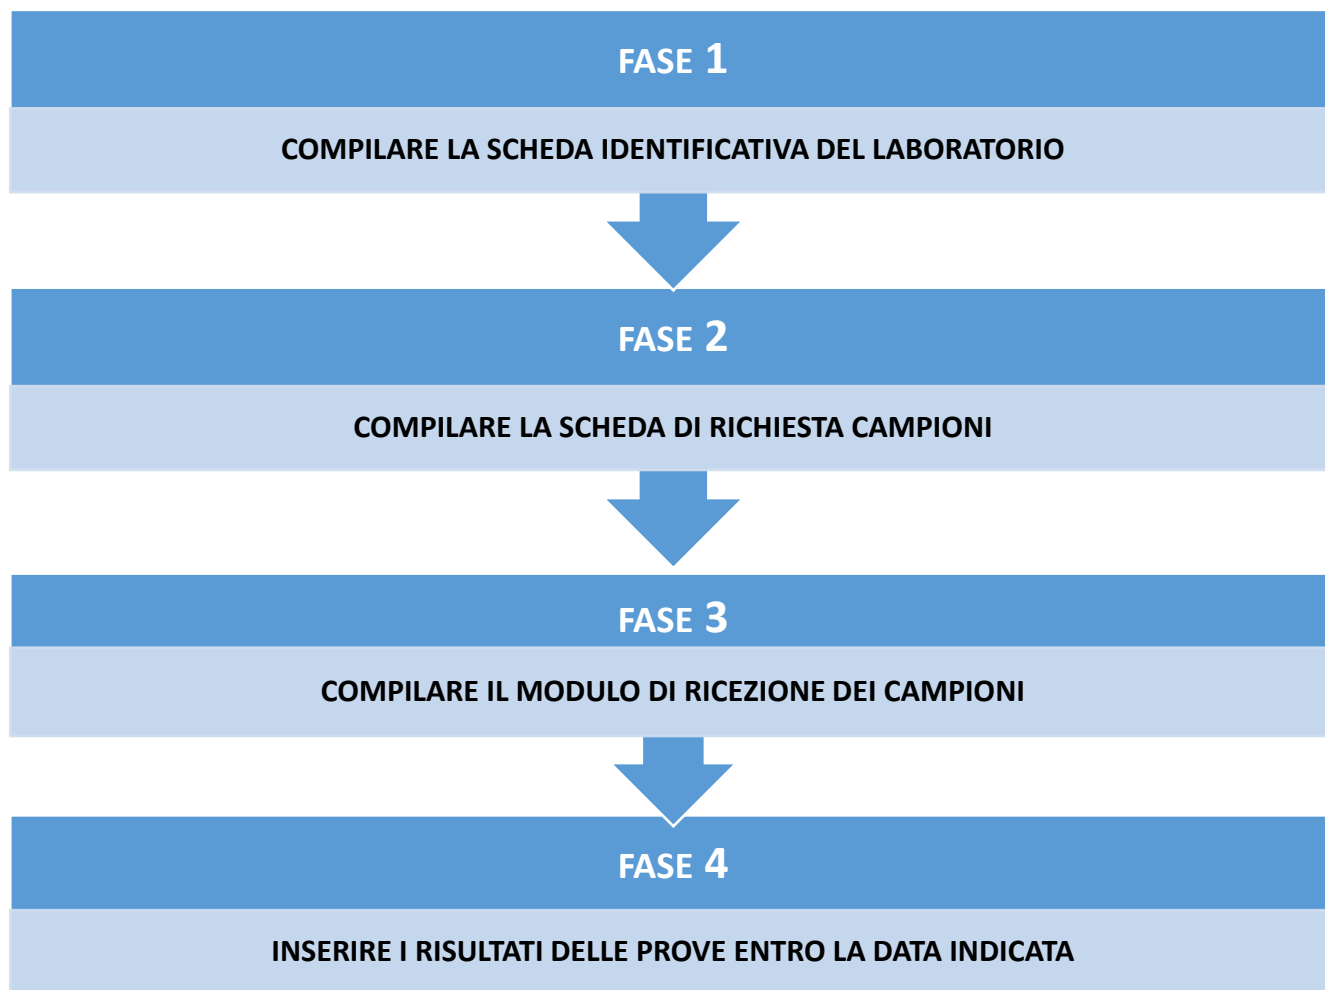 FASE 1
COMPILARE LA SCHEDA IDENTIFICATIVA DEL LABORATORIO
FASE 2
COMPILARE LA SCHEDA DI RICHIESTA CAMPIONI
FASE 3
COMPILARE IL MODULO DI RICEZIONE DEI CAMPIONI
FASE 4
INSERIRE I RISULTATI DELLE PROVE ENTRO LA DATA INDICATA